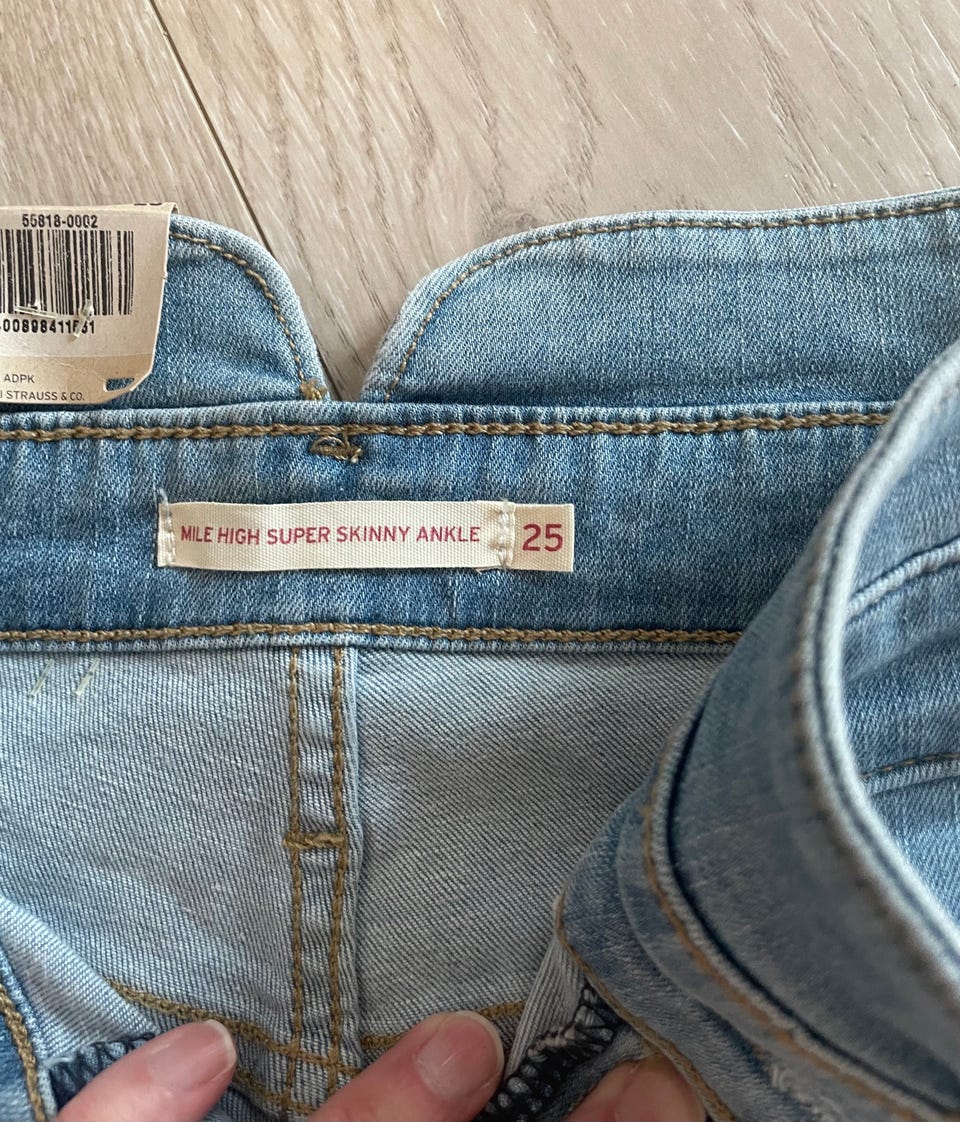 55818-0002
ADPK
STRAUSS & CO.
MILE HIGH SUPER SKINNY ANKLE 25